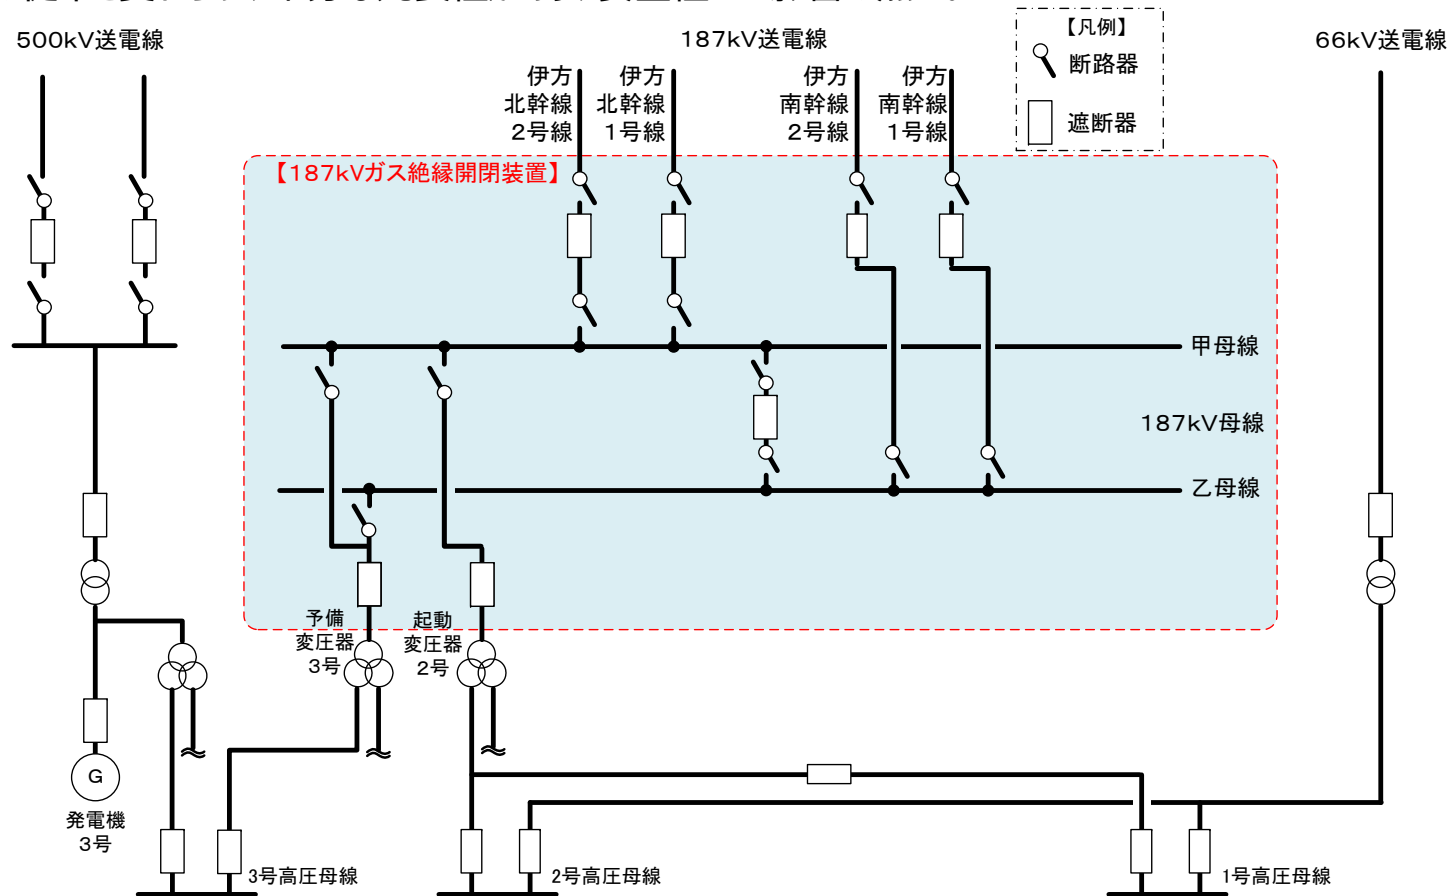 500kV送電線
187kV送電線
66kV送電線
【凡例】
断路器
遮断器
伊方
北幹線
2号線
伊方
北幹線
1号線
伊方
南幹線
2号線
伊方
南幹線
1号線
【187kVガス絶縁開閉装置】
甲母線
187kV母線
乙母線
予備
変圧器
3号
起動
変圧器
2号
G
発電機
3号
3号高圧母線
2号高圧母線
1号高圧母線